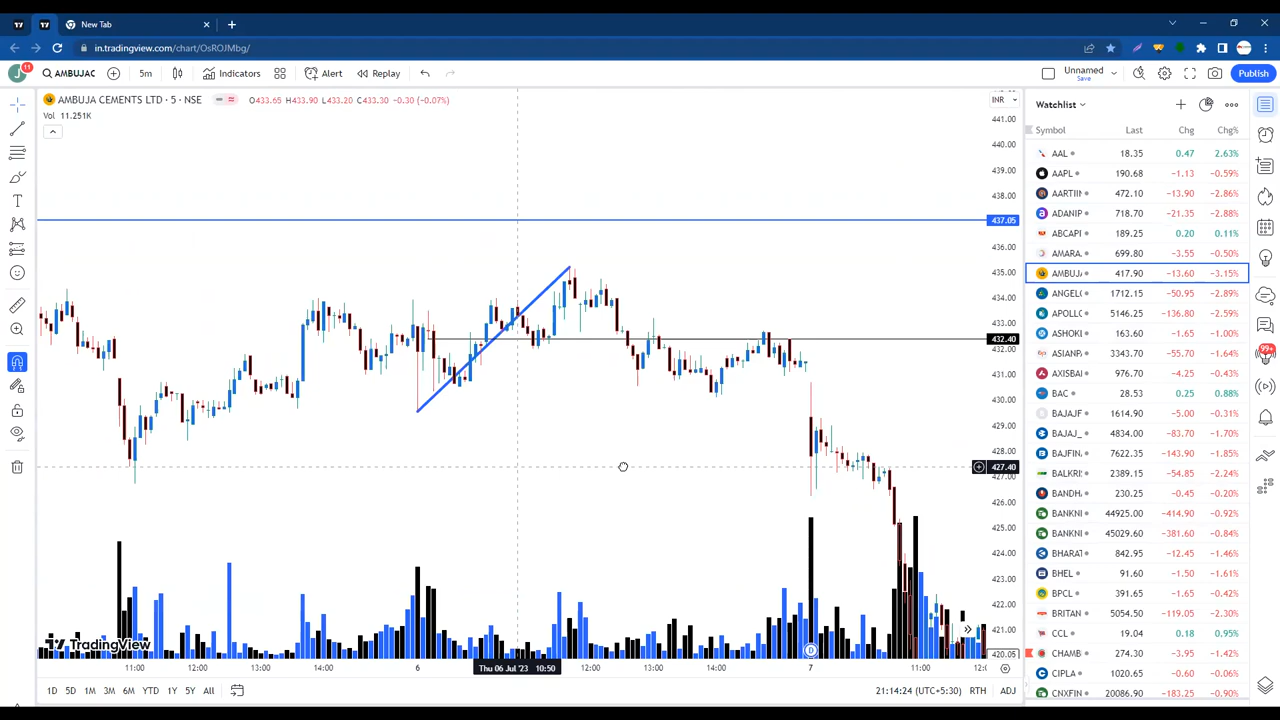 New Tab
in.tradingview.com/chart/OsROJMbg/
11
AMBUJAC
5m
Indicators
Alert
Replay
Unnamed
Save
Publish
AMBUJA CEMENTS LTD · 5 · NSE
O433.65 H433.90 L433.20 C433.30 -0.30 (-0.07%)
Vol 11.251K
INR
441.00
440.00
439.00
438.00
437.05
436.00
435.00
434.00
433.00
432.40
432.00
431.00
430.00
429.00
428.00
427.40
427.00
426.00
425.00
424.00
423.00
422.00
421.00
420.05
TradingView
D
11:00
12:00
13:00
14:00
6
Thu 06 Jul '23 10:50
12:00
13:00
14:00
7
11:00
12:0
1D 5D 1M 3M 6M YTD 1Y 5Y All
21:14:24 (UTC+5:30)
RTH
ADJ
Watchlist
Symbol Last Chg Chg%
AAL 18.35 0.47 2.63%
AAPL 190.68 −1.13 −0.59%
AARTIIN 472.10 −13.90 −2.86%
ADANIP 718.70 −21.35 −2.88%
ABCAPI 189.25 0.20 0.11%
AMARA. 699.80 −3.55 −0.50%
AMBUJ 417.90 −13.60 −3.15%
ANGEL 1712.15 −50.95 −2.89%
APOLLO 5146.25 −136.80 −2.59%
ASHOKI 163.60 −1.65 −1.00%
ASIANP 3343.70 −55.70 −1.64%
AXISBA 976.70 −4.25 −0.43%
BAC 28.53 0.25 0.88%
BAJAJF 1614.90 −5.00 −0.31%
BAJAJ_ 4834.00 −83.70 −1.70%
BAJFIN 7622.35 −143.90 −1.85%
BALKRI 2389.15 −54.85 −2.24%
BANDH 230.25 −0.45 −0.20%
BANKNI 44925.00 −414.90 −0.92%
BANKNI 45029.60 −381.60 −0.84%
BHARAT 842.95 −12.45 −1.46%
BHEL 91.60 −1.50 −1.61%
BPCL 391.65 −1.65 −0.42%
BRITAN 5054.50 −119.05 −2.30%
CCL 19.04 0.18 0.95%
CHAMB 274.30 −3.95 −1.42%
CIPLA 1020.65 −0.60 −0.06%
CNXFIN 20086.90 −183.25 −0.90%
99+